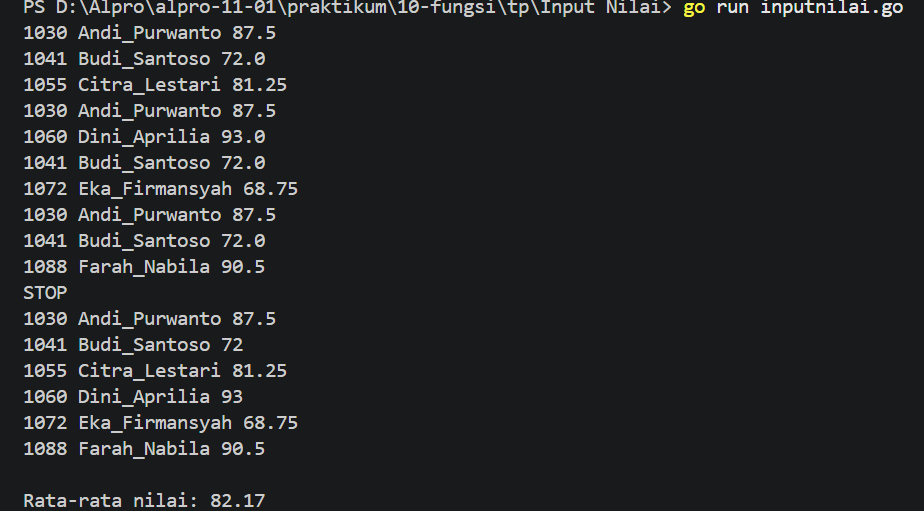 PS D:\Alpro\alpro-11-01\praktikum\10-fungsi\tp\Input Nilai> go run inputnilai.go
1030 Andi_Purwanto 87.5
1041 Budi_Santoso 72.0
1055 Citra_Lestari 81.25
1030 Andi_Purwanto 87.5
1060 Dini_Aprilia 93.0
1041 Budi_Santoso 72.0
1072 Eka_Firmansyah 68.75
1030 Andi_Purwanto 87.5
1041 Budi_Santoso 72.0
1088 Farah_Nabila 90.5
STOP
1030 Andi_Purwanto 87.5
1041 Budi_Santoso 72
1055 Citra_Lestari 81.25
1060 Dini_Aprilia 93
1072 Eka_Firmansyah 68.75
1088 Farah_Nabila 90.5
Rata-rata nilai: 82.17